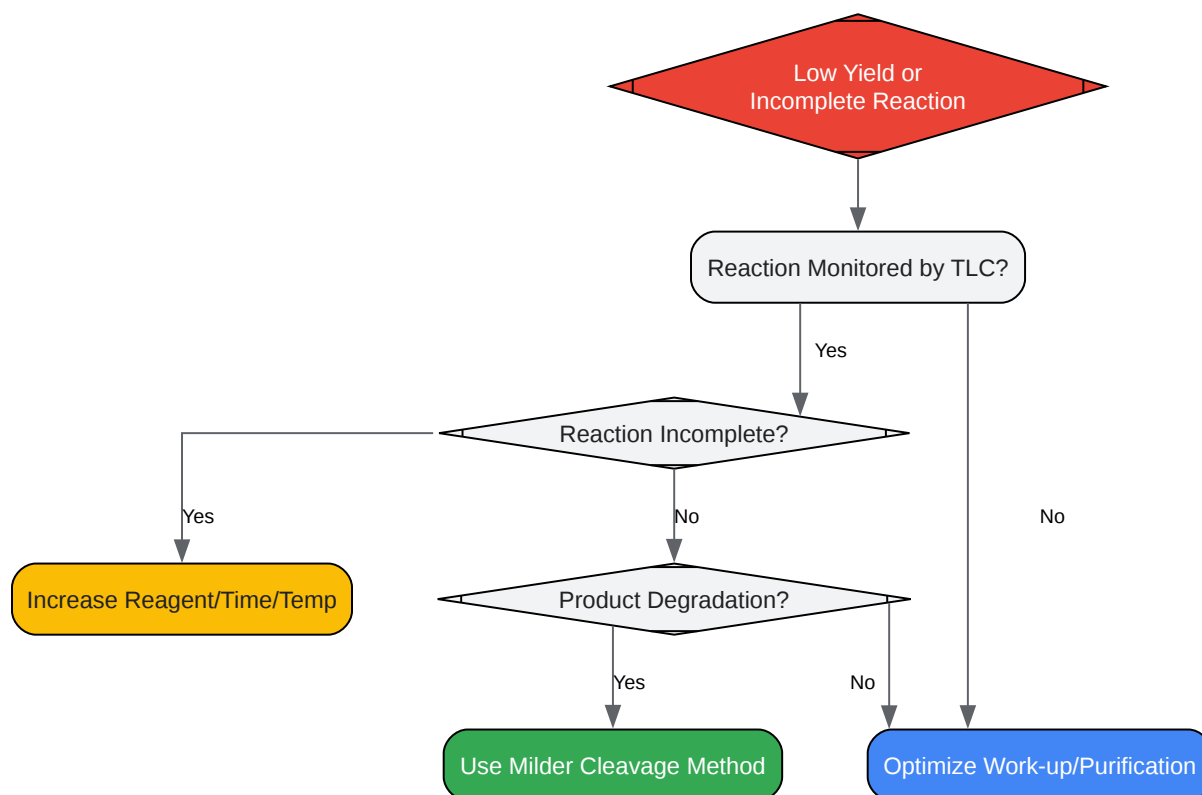 Low Yield or
Incomplete Reaction
Reaction Monitored by TLC?
Yes
Reaction Incomplete?
Yes
No
No
Increase Reagent/Time/Temp
Product Degradation?
Yes
No
Use Milder Cleavage Method
Optimize Work-up/Purification